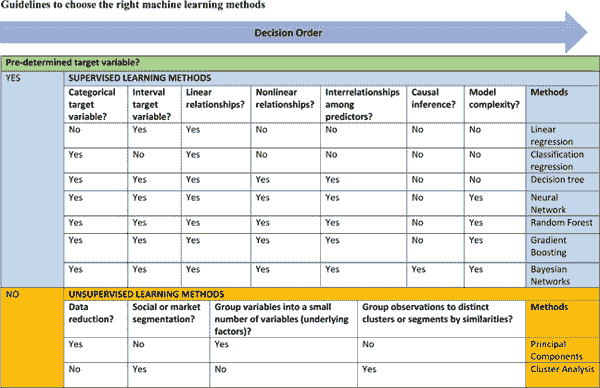 Guidelines to choose the right machine learning methods
Decision Order
Pre-determined target variable?
YES SUPERVISED LEARNING METHODS
Categorical target variable? Interval target variable? Linear relationships? Nonlinear relationships? Interrelationships among predictors? Causal inference? Model complexity? Methods
No Yes Yes No No No No Linear regression
Yes No Yes No No No No Classification regression
Yes Yes Yes Yes Yes No No Decision tree
Yes Yes Yes Yes Yes No Yes Neural Network
Yes Yes Yes Yes Yes No Yes Random Forest
Yes Yes Yes Yes Yes No Yes Gradient Boosting
Yes Yes Yes Yes Yes Yes Yes Bayesian Networks
NO UNSUPERVISED LEARNING METHODS
Data reduction? Social or market segmentation? Group variables into a small number of variables (underlying factors)? Group observations to distinct clusters or segments by similarities? Methods
Yes No Yes No Principal Components
No Yes No Yes Cluster Analysis